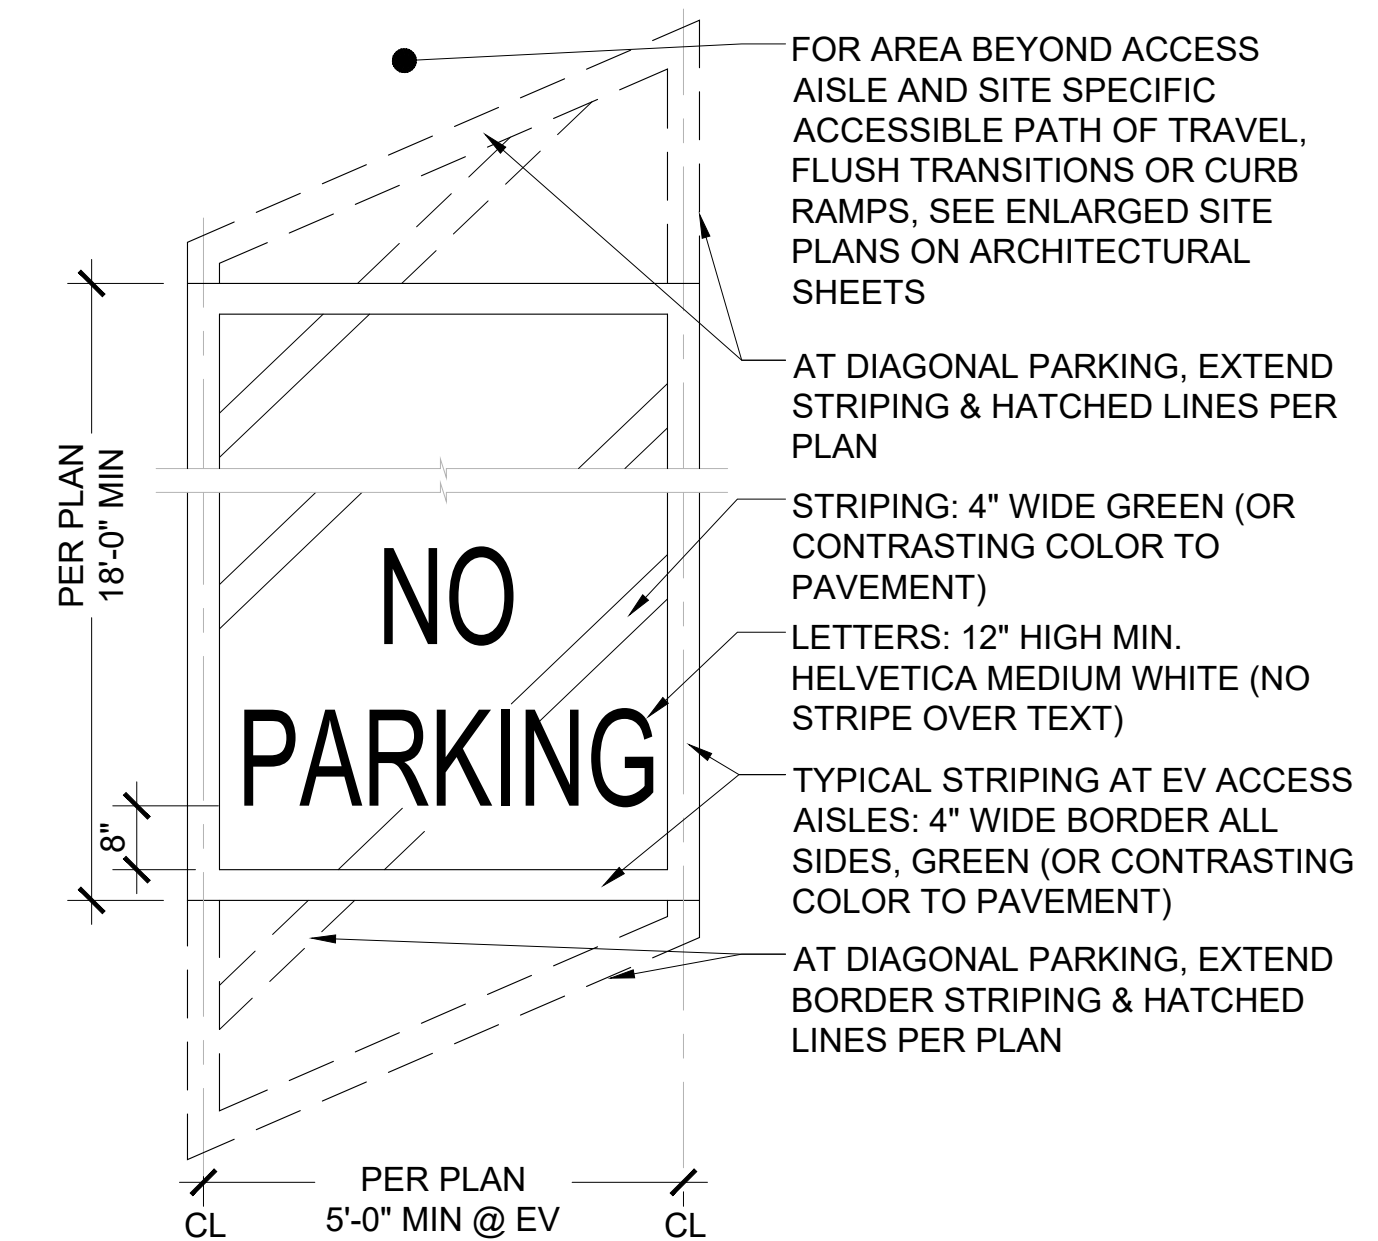 FOR AREA BEYOND ACCESS
AISLE AND SITE SPECIFIC
ACCESSIBLE PATH OF TRAVEL,
FLUSH TRANSITIONS OR CURB
RAMPS, SEE ENLARGED SITE
PLANS ON ARCHITECTURAL
SHEETS
AT DIAGONAL PARKING, EXTEND
STRIPING & HATCHED LINES PER
PLAN
STRIPING: 4" WIDE GREEN (OR
CONTRASTING COLOR TO
PAVEMENT)
LETTERS: 12" HIGH MIN.
HELVETICA MEDIUM WHITE (NO
STRIPE OVER TEXT)
TYPICAL STRIPING AT EV ACCESS
AISLES: 4" WIDE BORDER ALL
SIDES, GREEN (OR CONTRASTING
COLOR TO PAVEMENT)
AT DIAGONAL PARKING, EXTEND
BORDER STRIPING & HATCHED
LINES PER PLAN
PER PLAN
18'-0" MIN
NO
PARKING
8"
PER PLAN
5'-0" MIN @ EV
CL
CL